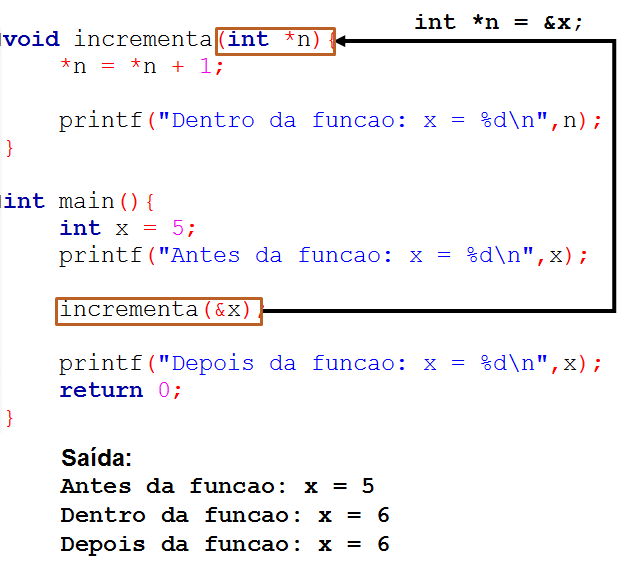 int *n = &x;
void incrementa(int *n){
*n = *n + 1;
printf("Dentro da funcao: x = %d\n",n);
}
int main(){
int x = 5;
printf("Antes da funcao: x = %d\n",x);
incrementa(&x);
printf("Depois da funcao: x = %d\n",x);
return 0;
}
Saída:
Antes da funcao: x = 5
Dentro da funcao: x = 6
Depois da funcao: x = 6